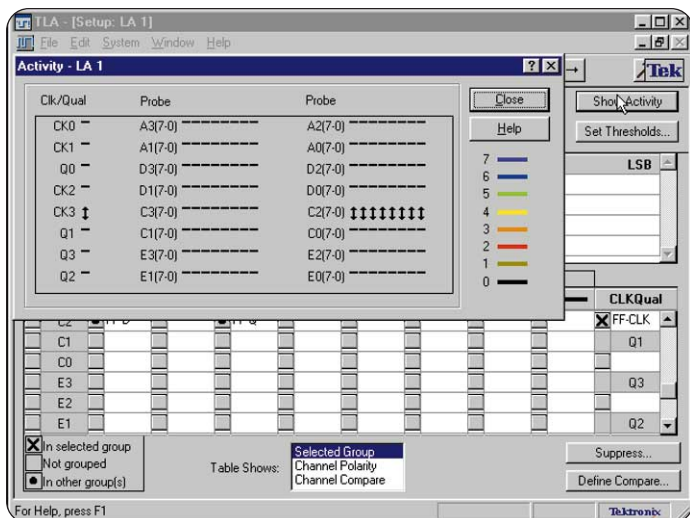 TLA - [Setup: LA 1]
File Edit System Window Help
Activity - LA 1
Tek
Clk/Qual Probe Probe
CK0 A3(7-0) A2(7-0)
CK1 A1(7-0) A0(7-0)
Q0 D3(7-0) D2(7-0)
CK2 D1(7-0) D0(7-0)
CK3 C3(7-0) C2(7-0)
Q1 C1(7-0) C0(7-0)
Q3 E3(7-0) E2(7-0)
Q2 E1(7-0) E0(7-0)
Close
Help
7
6
5
4
3
2
1
0
Show Activity
Set Thresholds...
LSB
CLKQual
C2 FF-D FF-Q FF-CLK
C1 Q1
C0
E3 Q3
E2
E1 Q2
In selected group
Not grouped
In other group(s)
Table Shows:
Selected Group
Channel Polarity
Channel Compare
Suppress...
Define Compare...
For Help, press F1
Tektronix